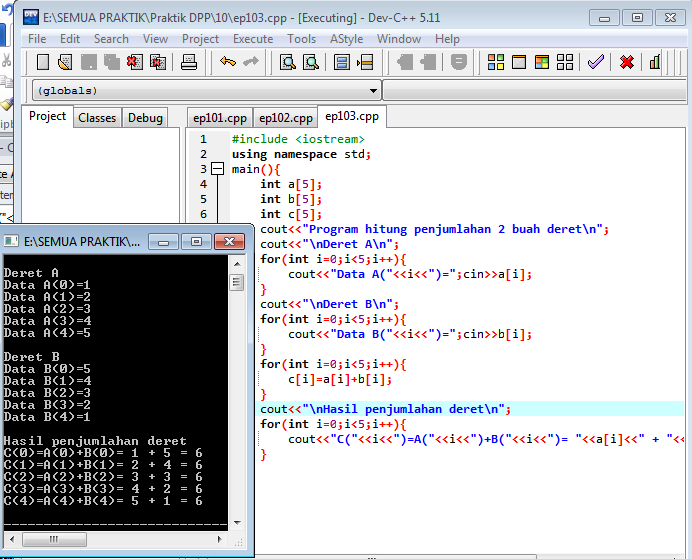 E:\SEMUA PRAKTIK\Praktik DPP\10\ep103.cpp - [Executing] - Dev-C++ 5.11
File Edit Search View Project Execute Tools AStyle Window Help
(globals)
Project Classes Debug
ep101.cpp ep102.cpp ep103.cpp
1 #include <iostream>
2 using namespace std;
3 main(){
4 int a[5];
5 int b[5];
6 int c[5];
cout<<"Program hitung penjumlahan 2 buah deret\n";
cout<<"\nDeret A\n";
for(int i=0;i<5;i++){
cout<<"Data A("<<i<<")=";cin>>a[i];
}
cout<<"\nDeret B\n";
for(int i=0;i<5;i++){
cout<<"Data B("<<i<<")=";cin>>b[i];
}
for(int i=0;i<5;i++){
c[i]=a[i]+b[i];
}
cout<<"\nHasil penjumlahan deret\n";
for(int i=0;i<5;i++){
cout<<"C("<<i<<")=A("<<i<<")+B("<<i<<")= "<<a[i]<<" + "<<
}
E:\SEMUA PRAKTIK\...
Deret A
Data A(0)=1
Data A(1)=2
Data A(2)=3
Data A(3)=4
Data A(4)=5
Deret B
Data B(0)=5
Data B(1)=4
Data B(2)=3
Data B(3)=2
Data B(4)=1
Hasil penjumlahan deret
C(0)=A(0)+B(0)= 1 + 5 = 6
C(1)=A(1)+B(1)= 2 + 4 = 6
C(2)=A(2)+B(2)= 3 + 3 = 6
C(3)=A(3)+B(3)= 4 + 2 = 6
C(4)=A(4)+B(4)= 5 + 1 = 6